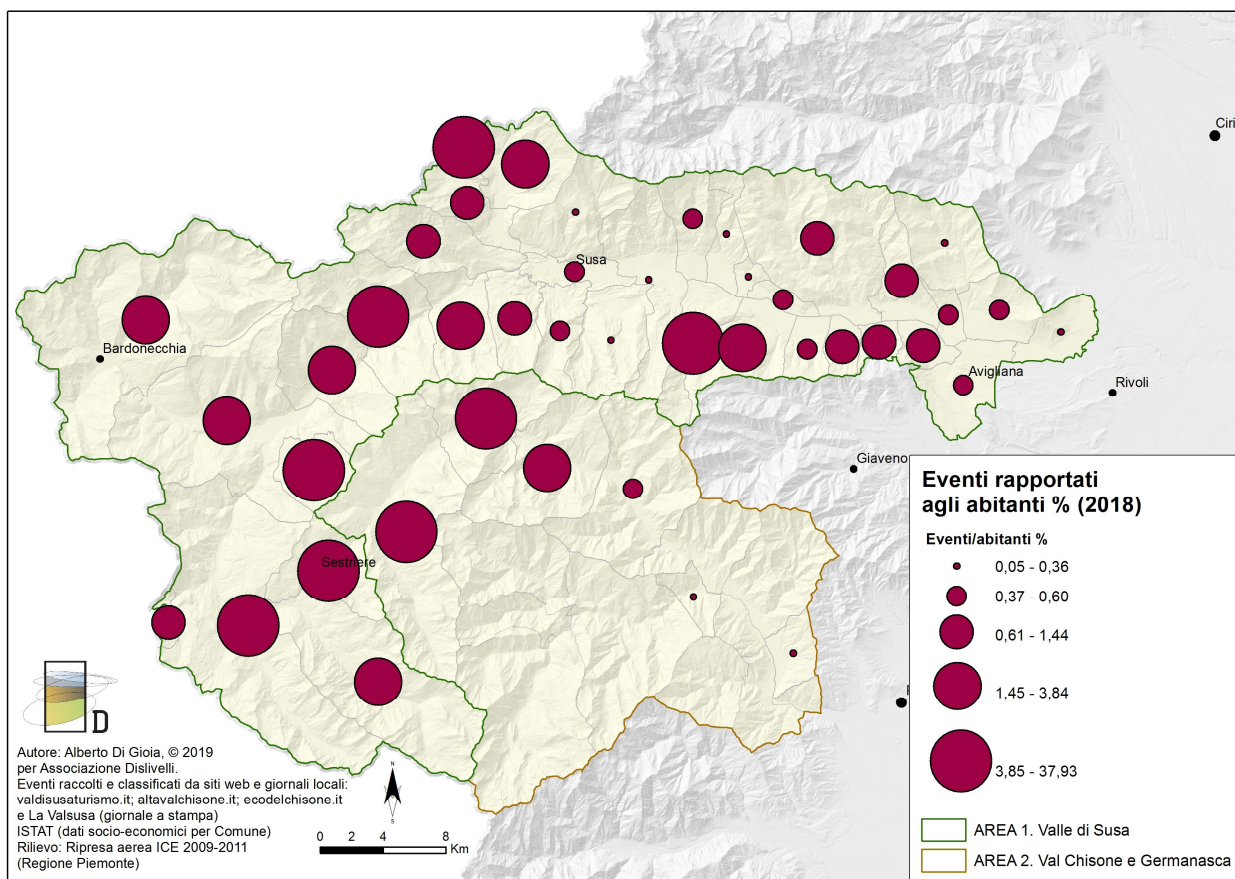 Ciri
Susa
Bardonecchia
Avigliana
Rivoli
Giaveno
Sestriere
P
Eventi rapportati
agli abitanti % (2018)
Eventi/abitanti %
0,05 - 0,36
0,37 - 0,60
0,61 - 1,44
1,45 - 3,84
3,85 - 37,93
AREA 1. Valle di Susa
AREA 2. Val Chisone e Germanasca
D
Autore: Alberto Di Gioia, © 2019
per Associazione Dislivelli.
Eventi raccolti e classificati da siti web e giornali locali:
valdisusaturismo.it; altavalchisone.it; ecodelchisone.it
e La Valsusa (giornale a stampa)
ISTAT (dati socio-economici per Comune)
Rilievo: Ripresa aerea ICE 2009-2011
(Regione Piemonte)
N
S
0 2 4 8
Km